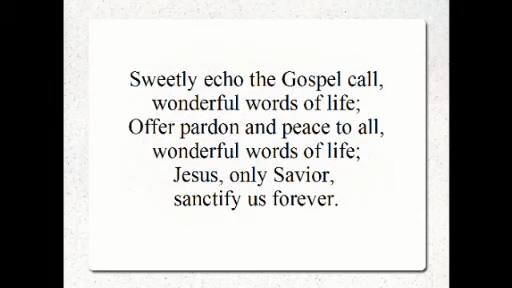 Sweetly echo the Gospel call,
wonderful words of life;
Offer pardon and peace to all,
wonderful words of life;
Jesus, only Savior,
sanctify us forever.